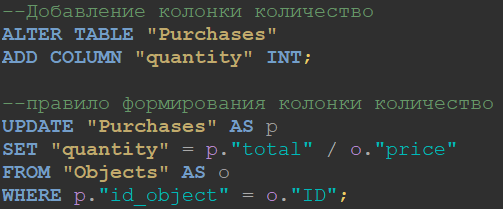 --Добавление колонки количество
ALTER TABLE "Purchases"
ADD COLUMN "quantity" INT;
--правило формирования колонки количество
UPDATE "Purchases" AS p
SET "quantity" = p."total" / o."price"
FROM "Objects" AS o
WHERE p."id_object" = o."ID";